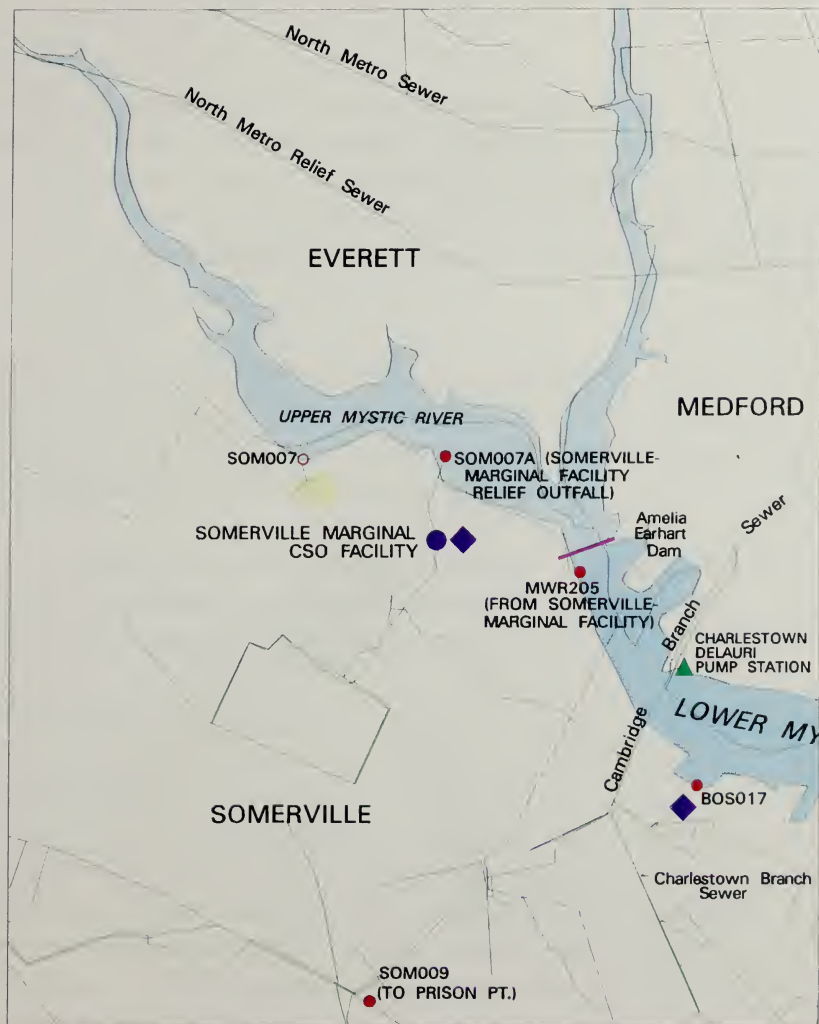 North Metro Sewer
North Metro Relief Sewer
EVERETT
MEDFORD
UPPER MYSTIC RIVER
SOM007
SOM007A (SOMERVILLE-
MARGINAL FACILITY
RELIEF OUTFALL)
SOMERVILLE MARGINAL
CSO FACILITY
Amelia
Earhart
Dam
MWR205
(FROM SOMERVILLE-
MARGINAL FACILITY)
Cambridge Branch Sewer
CHARLESTOWN
DELAURI
PUMP STATION
LOWER MY
BOS017
SOMERVILLE
Charlestown Branch
Sewer
SOM009
(TO PRISON PT.)